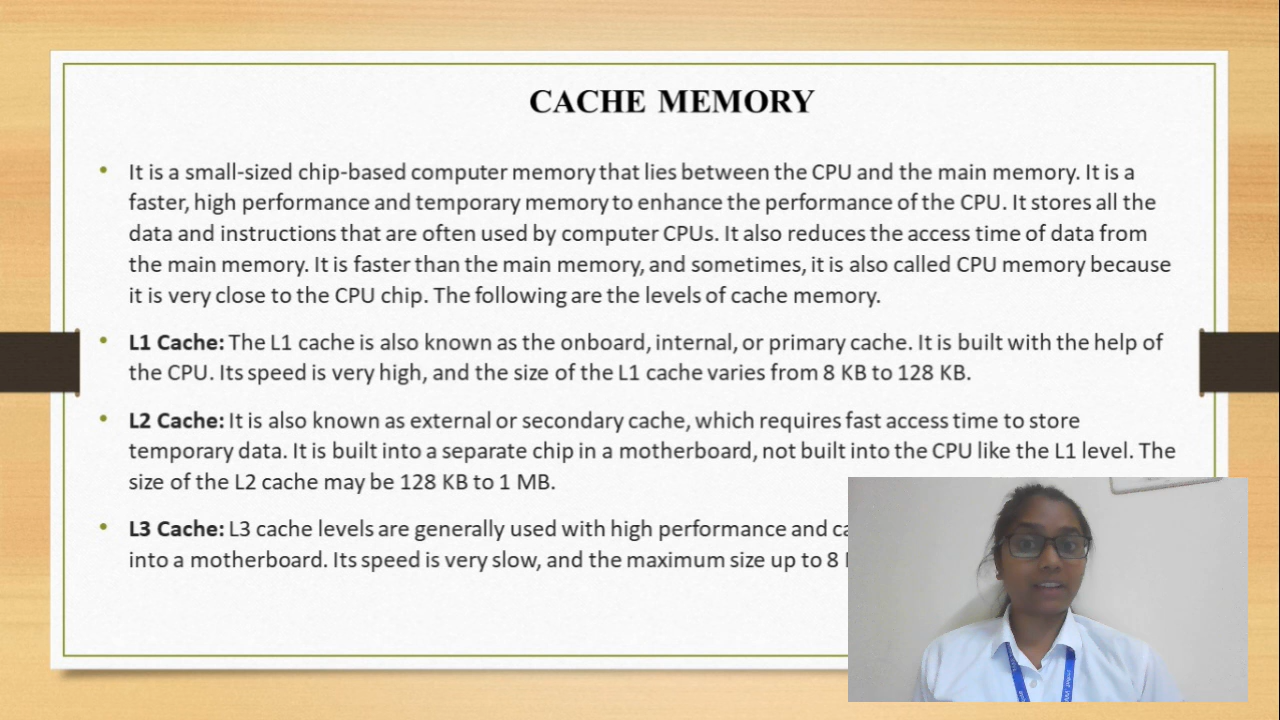 CACHE MEMORY
• It is a small-sized chip-based computer memory that lies between the CPU and the main memory. It is a
faster, high performance and temporary memory to enhance the performance of the CPU. It stores all the
data and instructions that are often used by computer CPUs. It also reduces the access time of data from
the main memory. It is faster than the main memory, and sometimes, it is also called CPU memory because
it is very close to the CPU chip. The following are the levels of cache memory.
• L1 Cache: The L1 cache is also known as the onboard, internal, or primary cache. It is built with the help of
the CPU. Its speed is very high, and the size of the L1 cache varies from 8 KB to 128 KB.
• L2 Cache: It is also known as external or secondary cache, which requires fast access time to store
temporary data. It is built into a separate chip in a motherboard, not built into the CPU like the L1 level. The
size of the L2 cache may be 128 KB to 1 MB.
• L3 Cache: L3 cache levels are generally used with high performance and ca
into a motherboard. Its speed is very slow, and the maximum size up to 8